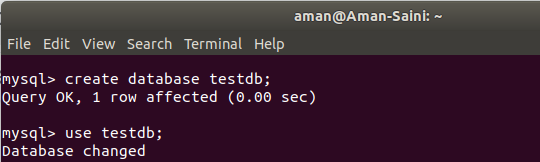 aman@Aman-Saini: ~
File Edit View Search Terminal Help
mysql> create database testdb;
Query OK, 1 row affected (0.00 sec)
mysql> use testdb;
Database changed